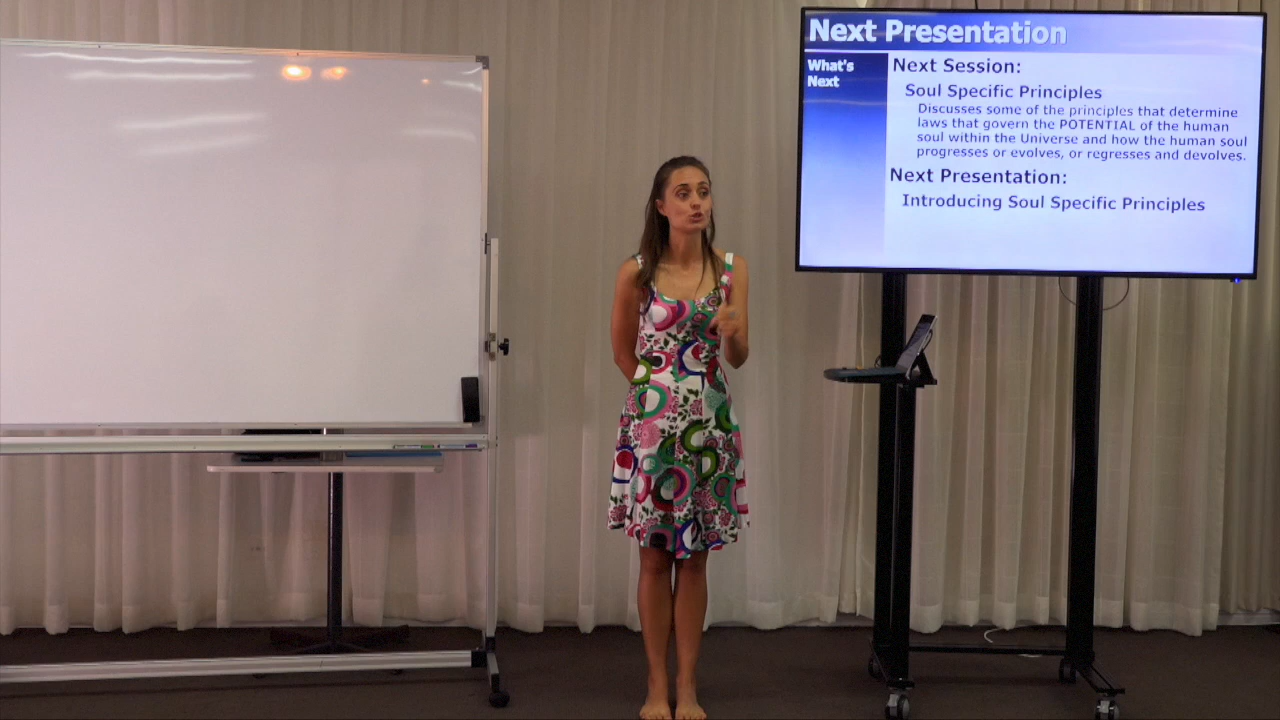 Next Presentation
What's
Next
Next Session:
Soul Specific Principles
Discusses some of the principles that determine
laws that govern the POTENTIAL of the human
soul within the Universe and how the human soul
progresses or evolves, or regresses and devolves.
Next Presentation:
Introducing Soul Specific Principles